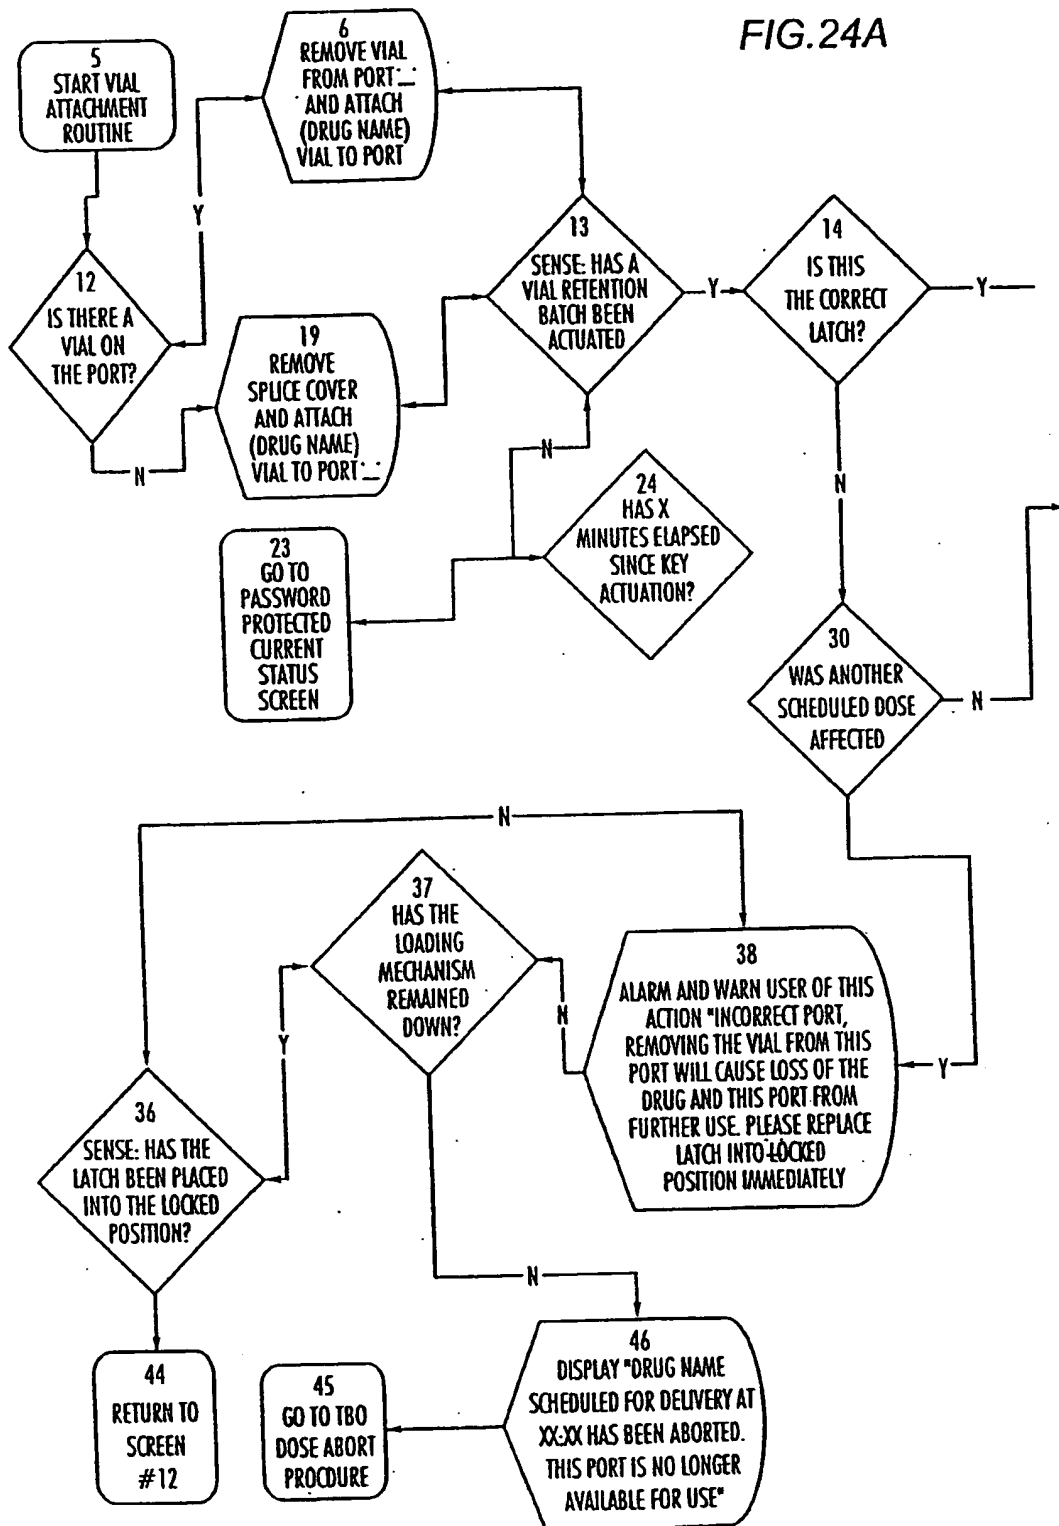 FIG.24A
5
START VIAL
ATTACHMENT
ROUTINE
6
REMOVE VIAL
FROM PORT:_:
AND ATTACH
(DRUG NAME)
VIAL TO PORT
Y
12
IS THERE A
VIAL ON
THE PORT?
N
19
REMOVE
SPLICE COVER
AND ATTACH
(DRUG NAME)
VIAL TO PORT:_:
13
SENSE: HAS A
VIAL RETENTION
BATCH BEEN
ACTUATED
Y
14
IS THIS
THE CORRECT
LATCH?
Y
N
N
24
HAS X
MINUTES ELAPSED
SINCE KEY
ACTUATION?
23
GO TO
PASSWORD
PROTECTED
CURRENT
STATUS
SCREEN
30
WAS ANOTHER
SCHEDULED DOSE
AFFECTED
N
Y
N
37
HAS THE
LOADING
MECHANISM
REMAINED
DOWN?
N
Y
38
ALARM AND WARN USER OF THIS
ACTION "INCORRECT PORT,
REMOVING THE VIAL FROM THIS
PORT WILL CAUSE LOSS OF THE
DRUG AND THIS PORT FROM
FURTHER USE. PLEASE REPLACE
LATCH INTO LOCKED
POSITION IMMEDIATELY
36
SENSE: HAS THE
LATCH BEEN PLACED
INTO THE LOCKED
POSITION?
N
44
RETURN TO
SCREEN
#12
45
GO TO TBO
DOSE ABORT
PROCDURE
46
DISPLAY "DRUG NAME
SCHEDULED FOR DELIVERY AT
XX-XX HAS BEEN ABORTED.
THIS PORT IS NO LONGER
AVAILABLE FOR USE"